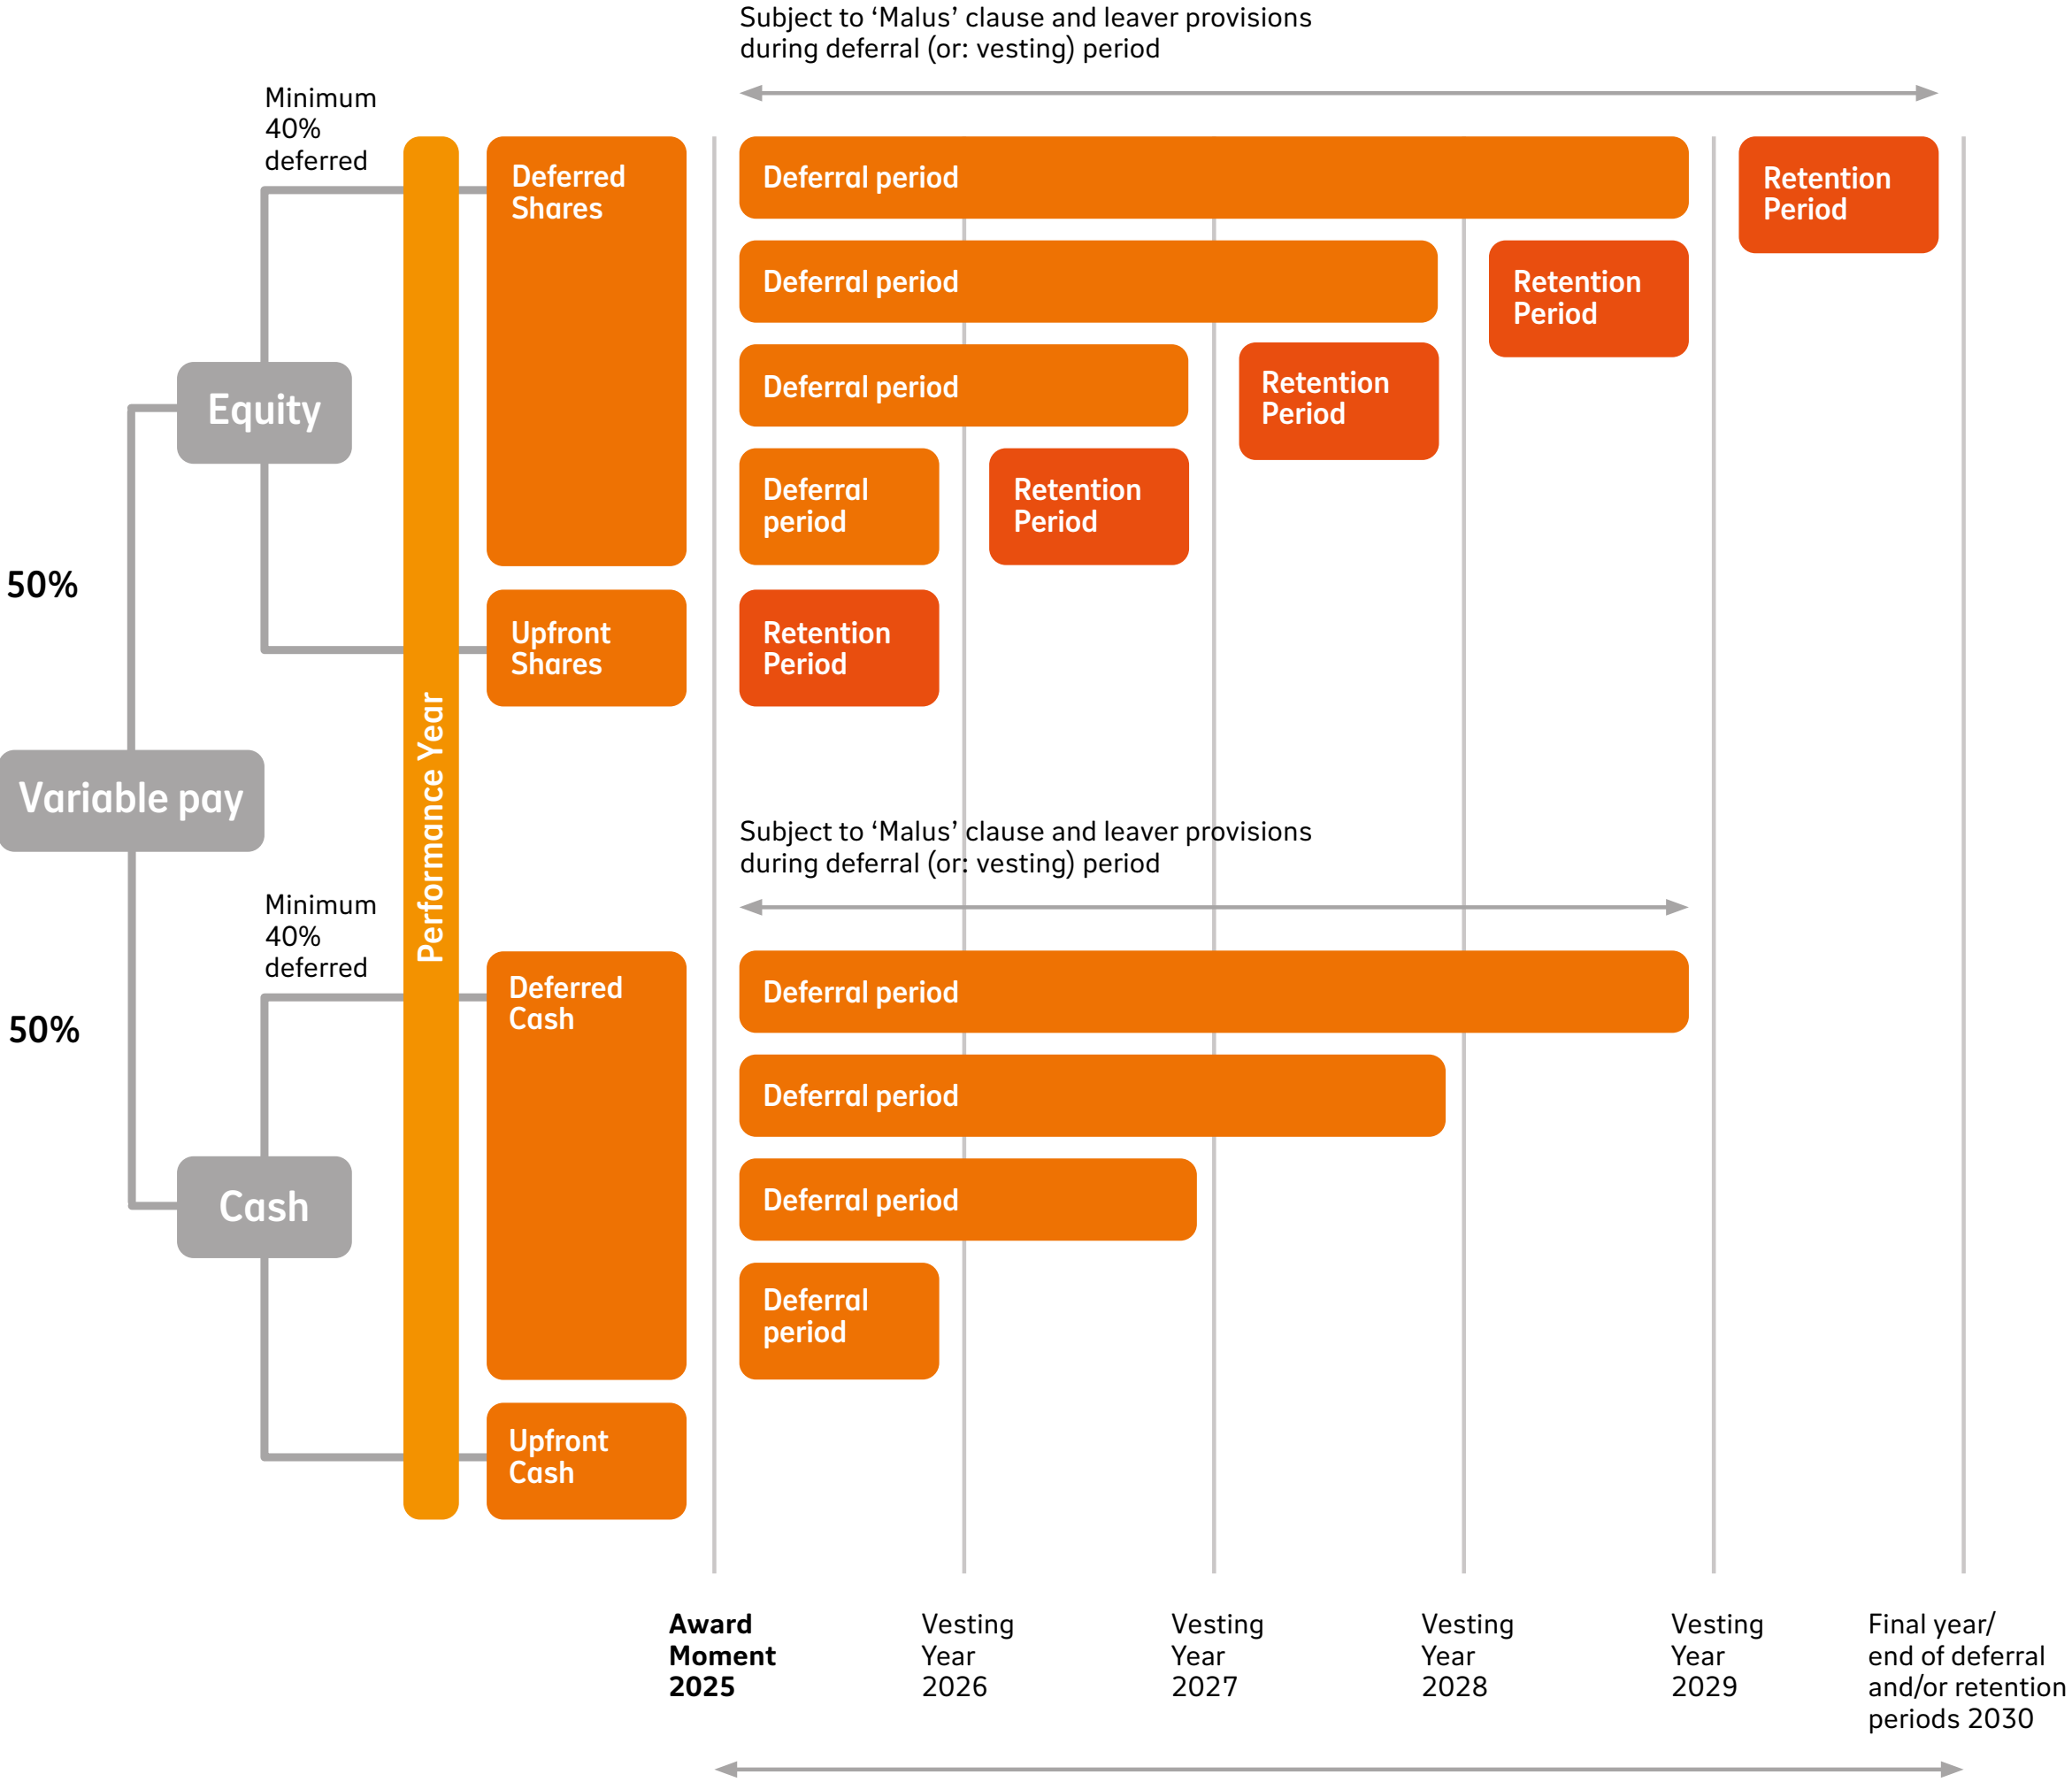 Subject to ‘Malus’ clause and leaver provisions
during deferral (or: vesting) period
Minimum
40%
deferred
Deferred
Shares
Deferral period
Retention
Period
Deferral period
Retention
Period
Deferral period
Retention
Period
Equity
Deferral
period
Retention
Period
50%
Upfront
Shares
Retention
Period
Performance Year
Variable pay
Subject to ‘Malus’ clause and leaver provisions
during deferral (or: vesting) period
Minimum
40%
deferred
Deferred
Cash
Deferral period
50%
Deferral period
Cash
Deferral period
Deferral
period
Upfront
Cash
Award
Moment
2025
Vesting
Year
2026
Vesting
Year
2027
Vesting
Year
2028
Vesting
Year
2029
Final year/
end of deferral
and/or retention
periods 2030